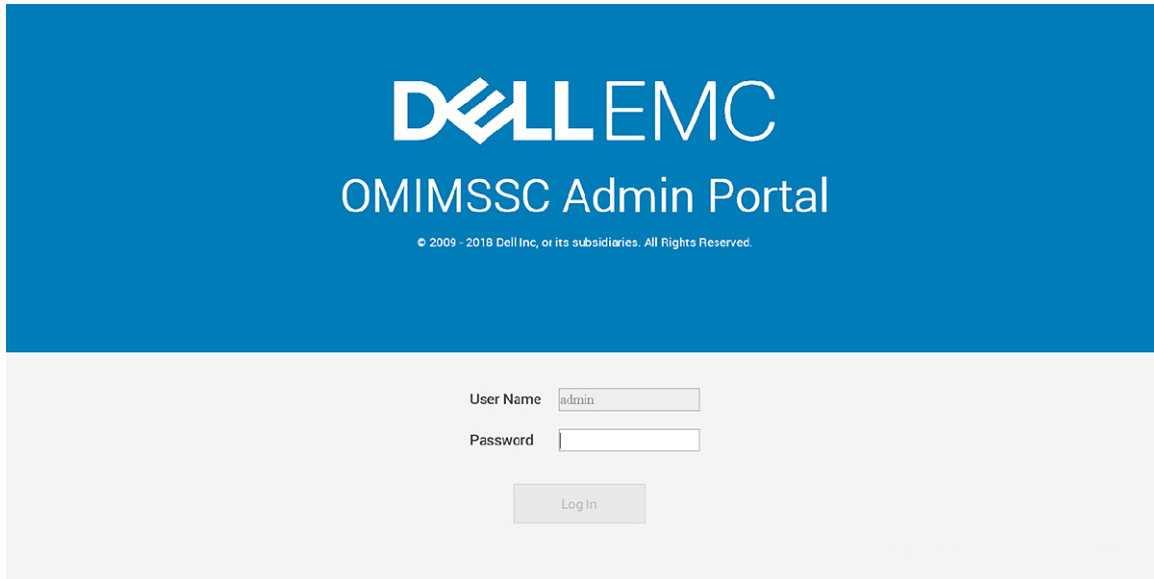 DELLEMC
OMIMSSC Admin Portal
© 2009 - 2018 Dell Inc, or its subsidiaries. All Rights Reserved.
User Name admin
Password
Log In